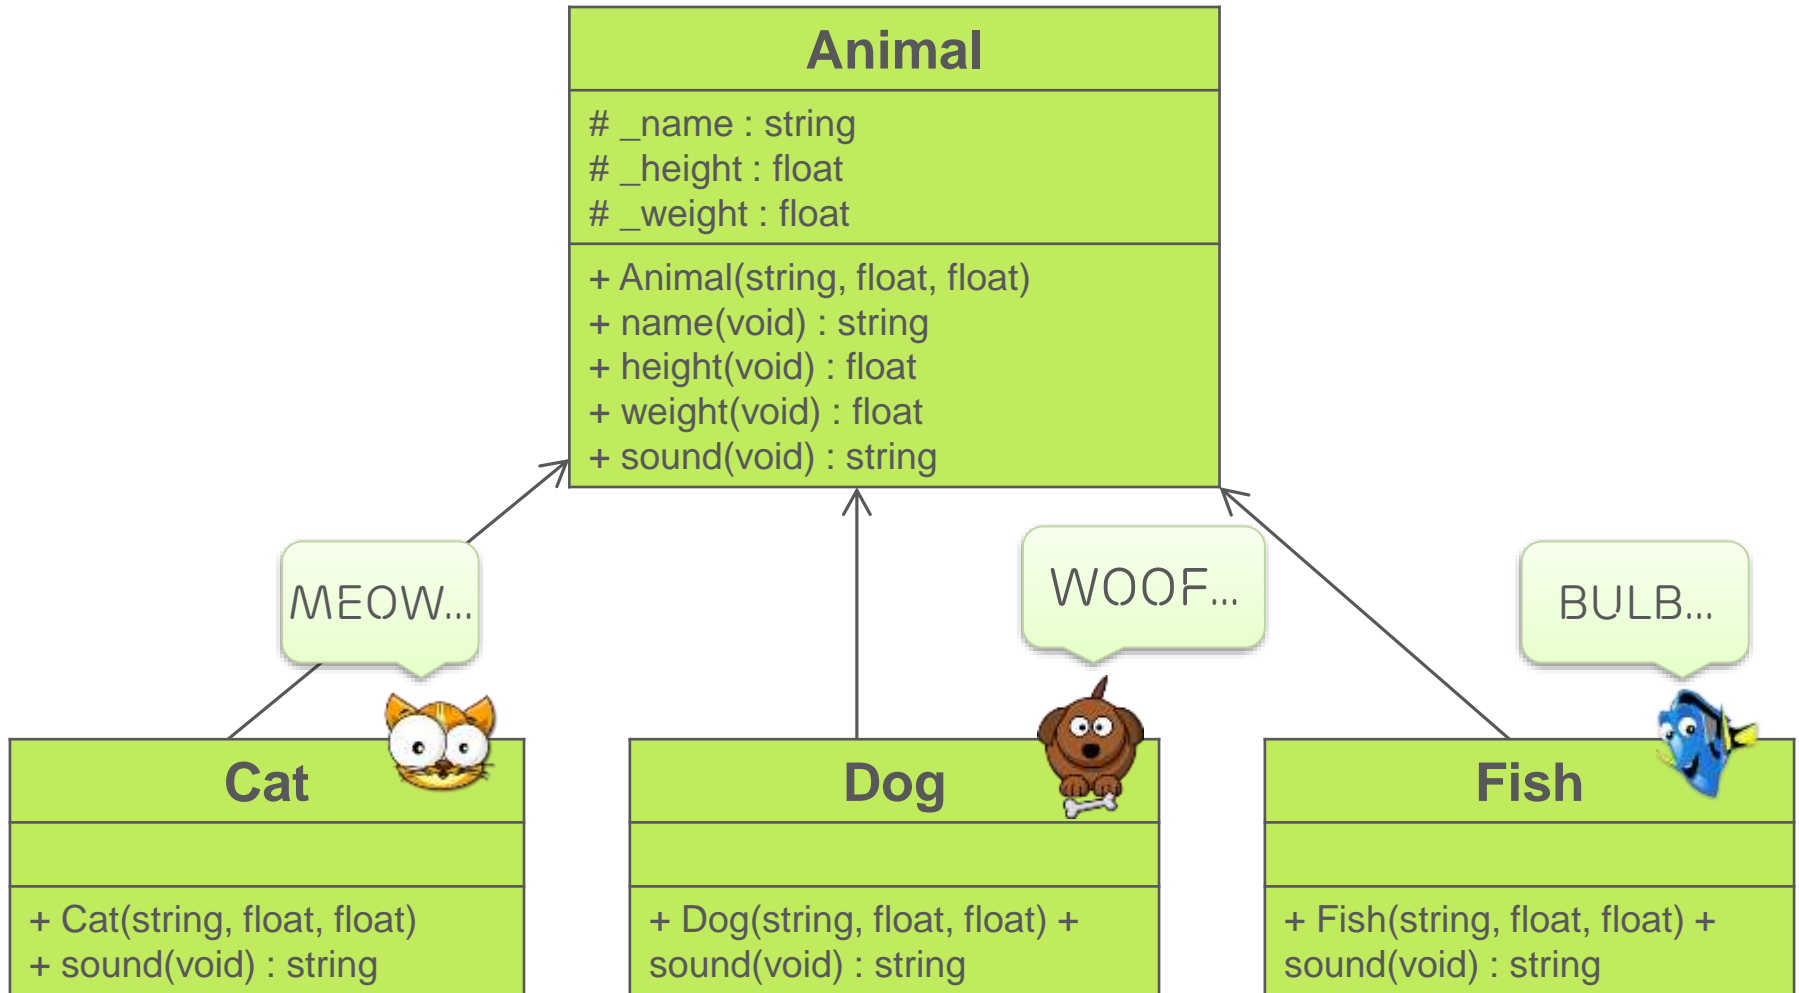 Animal
# _name : string
# _height : float
# _weight : float
+ Animal(string, float, float)
+ name(void) : string
+ height(void) : float
+ weight(void) : float
+ sound(void) : string
MEOW...
WOOF...
BULB...
Cat
+ Cat(string, float, float)
+ sound(void) : string
Dog
+ Dog(string, float, float) +
sound(void) : string
Fish
+ Fish(string, float, float) +
sound(void) : string